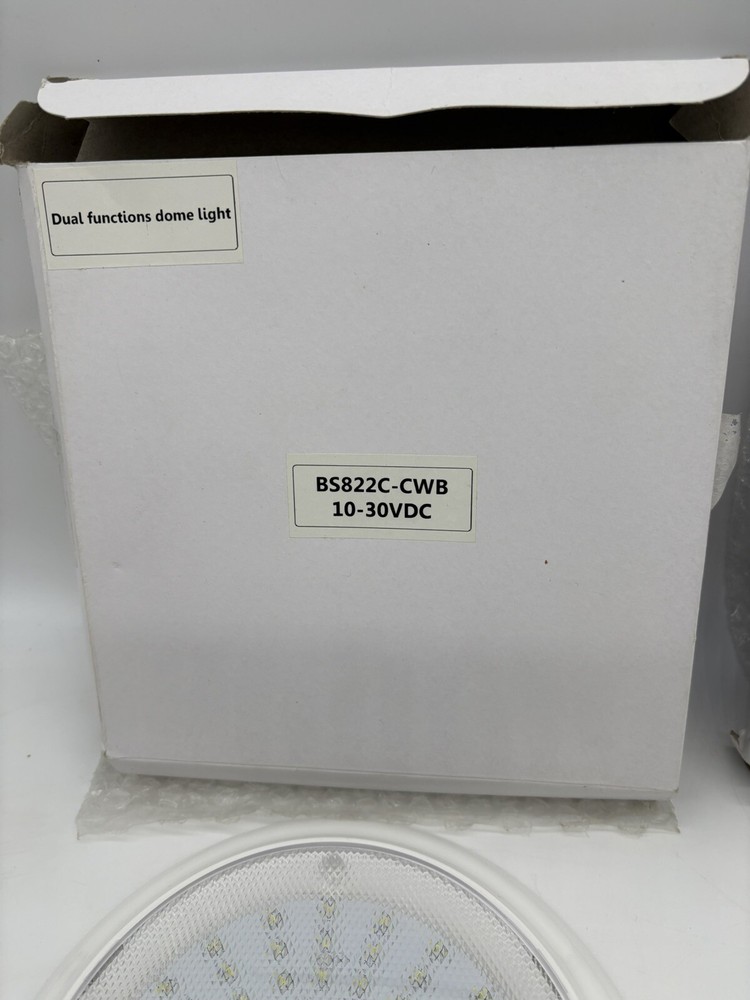 Dual functions dome light
BS822C-CWB
10-30VDC